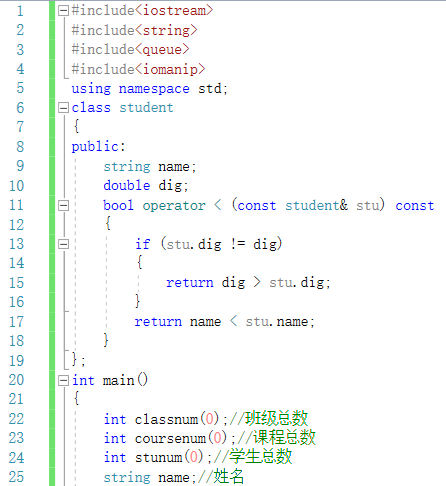 1 #include<iostream>
2 #include<string>
3 #include<queue>
4 #include<iomanip>
5 using namespace std;
6 class student
7 {
8 public:
9 string name;
10 double dig;
11 bool operator < (const student& stu) const
12 {
13 if (stu.dig != dig)
14 {
15 return dig > stu.dig;
16 }
17 return name < stu.name;
18 }
19 };
20 int main()
21 {
22 int classnum(0);//班级总数
23 int coursenum(0);//课程总数
24 int stunum(0);//学生总数
25 string name;//姓名